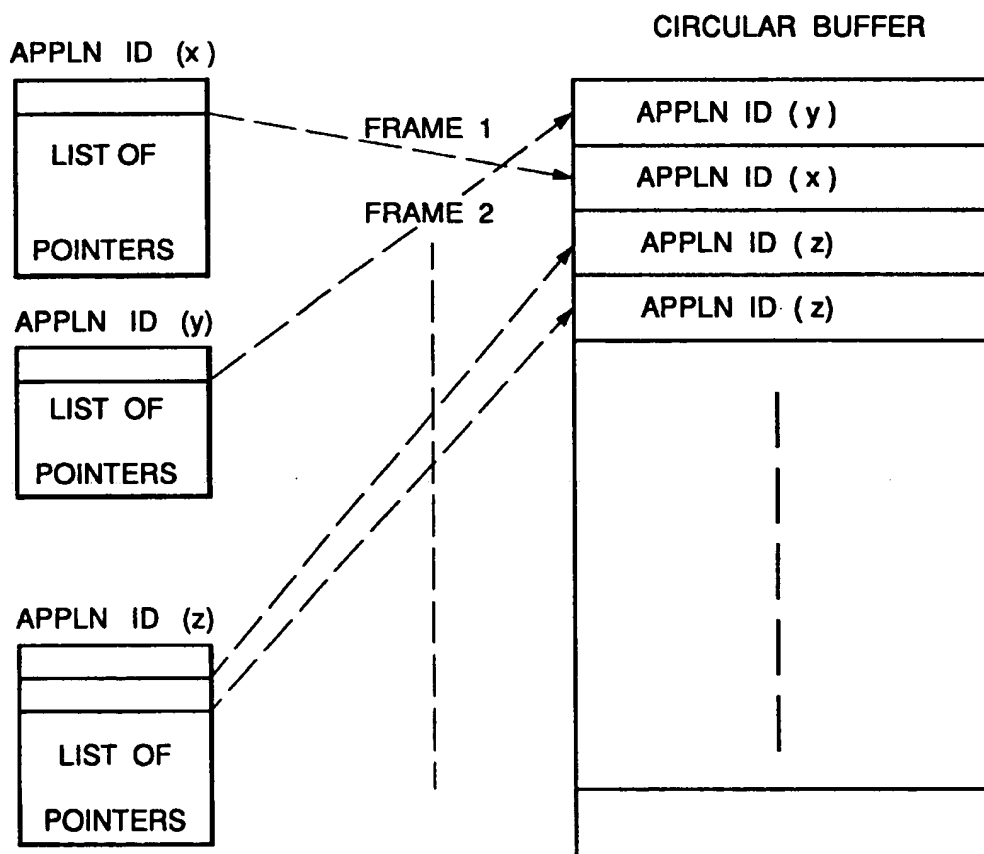 CIRCULAR BUFFER
APPLN ID (x)
LIST OF
POINTERS
APPLN ID (y)
LIST OF
POINTERS
APPLN ID (z)
LIST OF
POINTERS
FRAME 1
FRAME 2
APPLN ID (y)
APPLN ID (x)
APPLN ID (z)
APPLN ID (z)